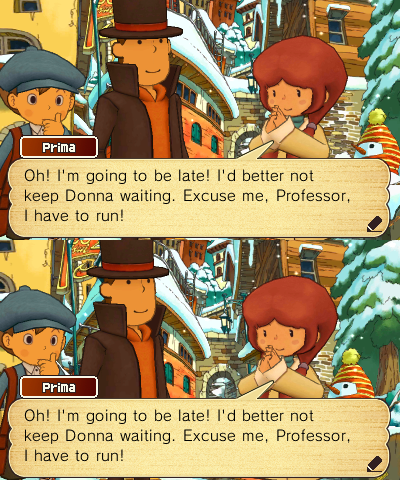 Prima
Oh! I'm going to be late! I'd better not
keep Donna waiting. Excuse me, Professor,
I have to run!
Prima
Oh! I'm going to be late! I'd better not
keep Donna waiting. Excuse me, Professor,
I have to run!